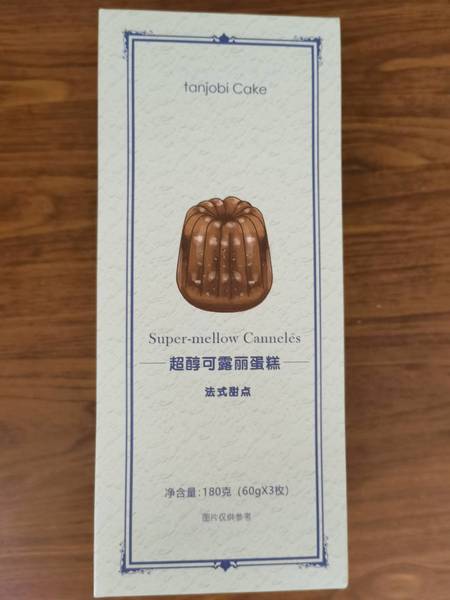 tanjobi Cake
Super-mellow Cannelés
超醇可露丽蛋糕
法式甜点
净含量:180克 (60gX3枚)
图片仅供参考